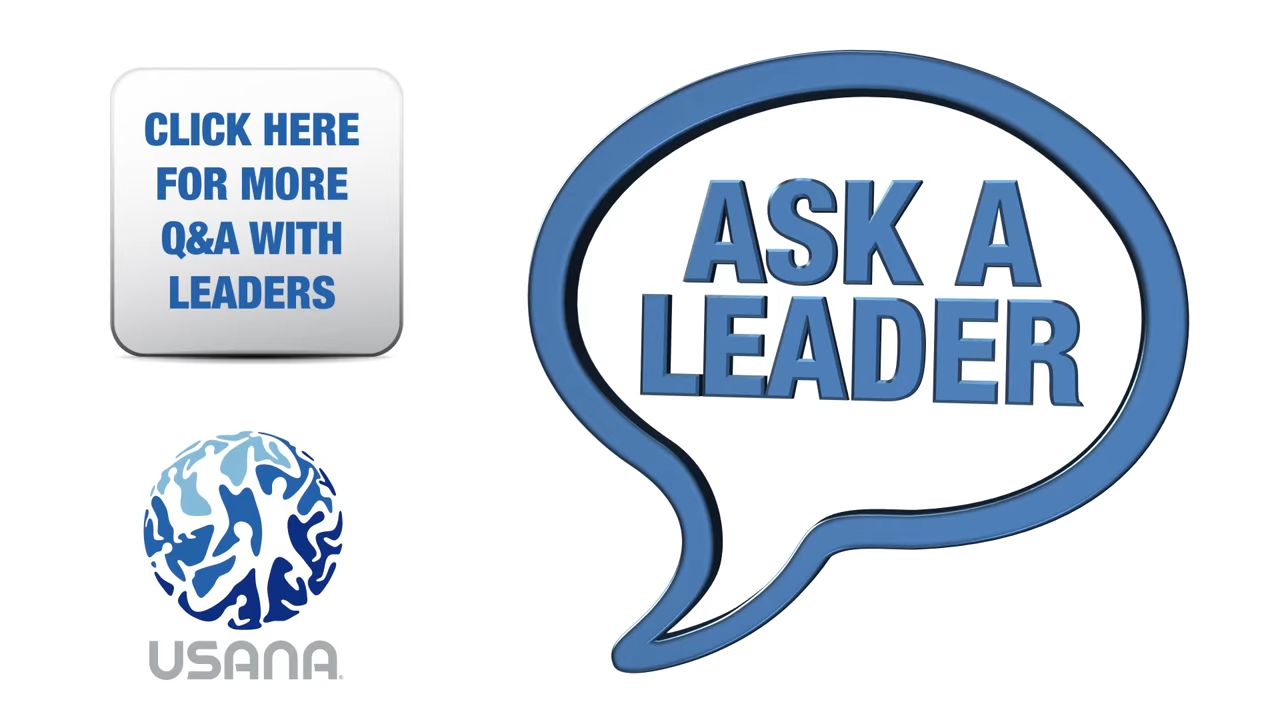 CLICK HERE
FOR MORE
Q&A WITH
LEADERS
USANA
ASK A
LEADER